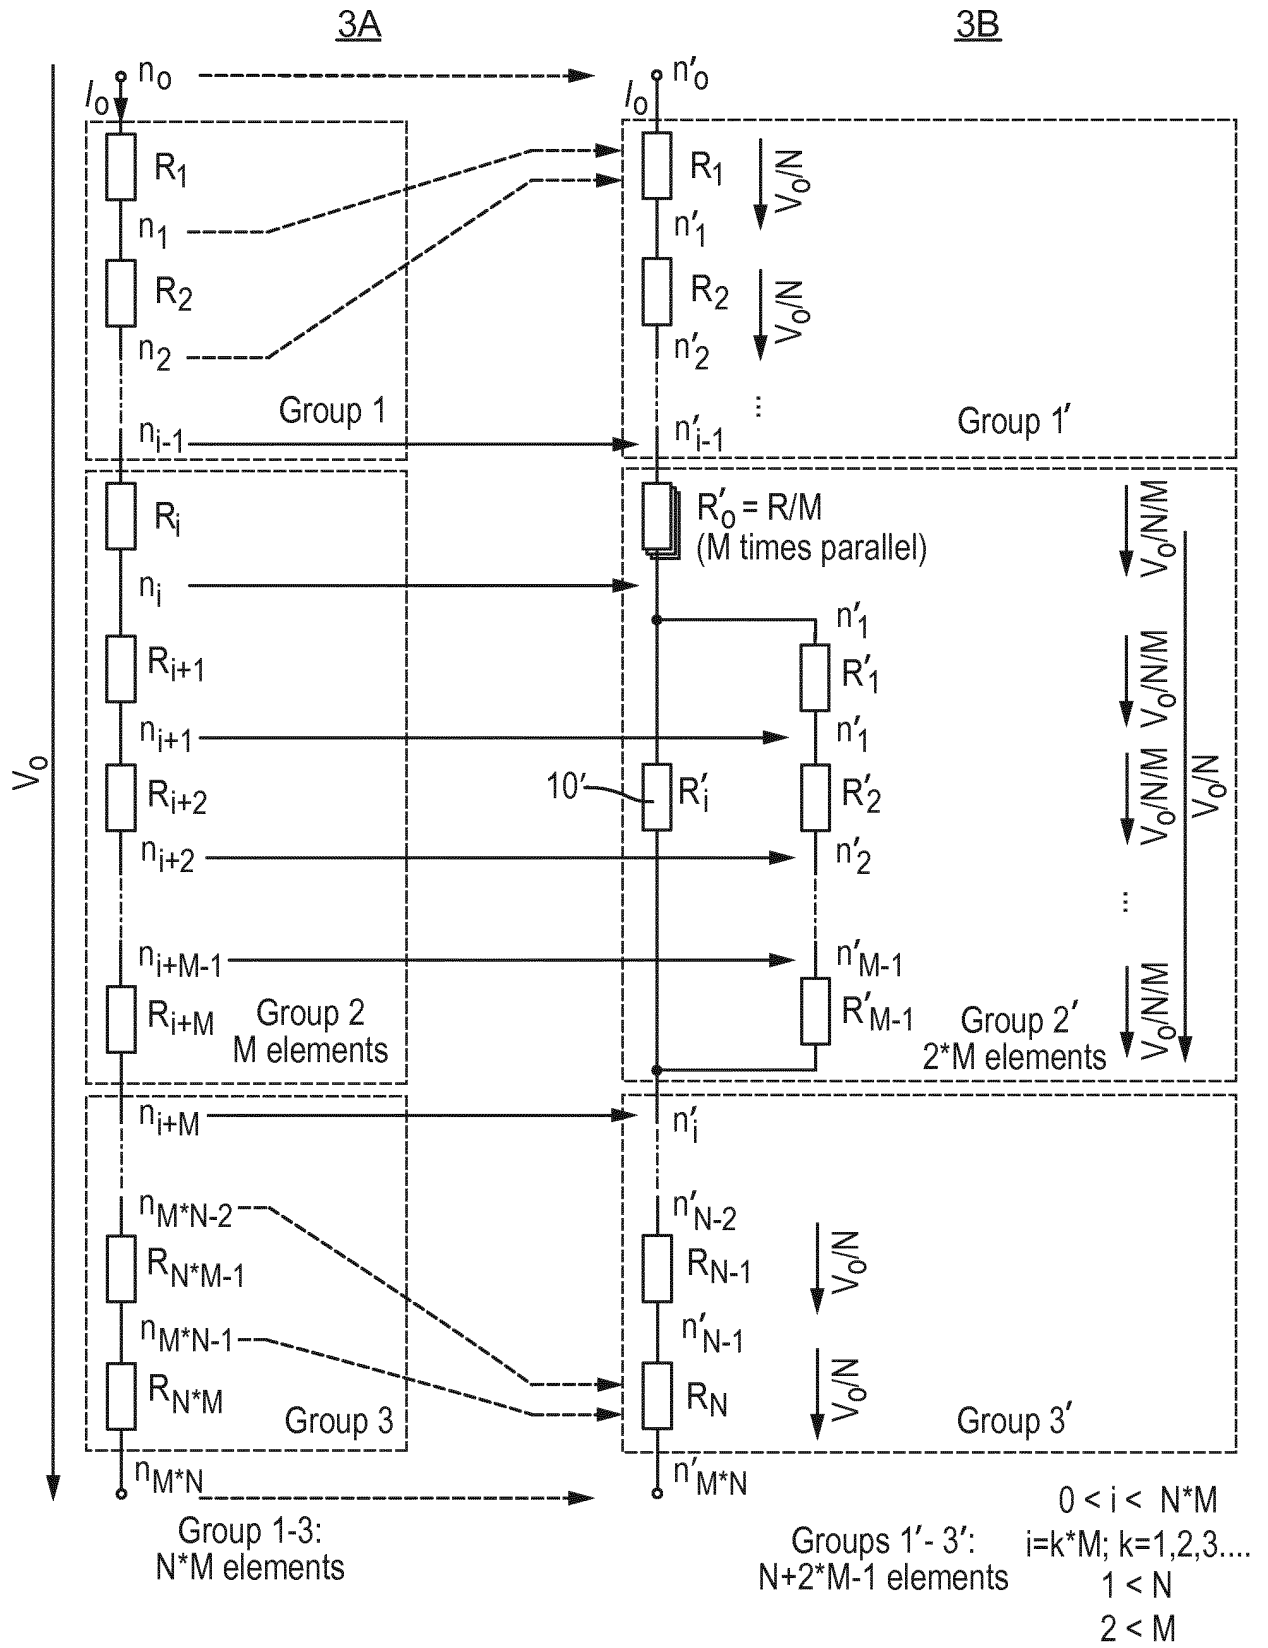 3A
3B
n0
n'0
I0
I0
R1
R1
V0/N
n1
n'1
R2
R2
V0/N
n2
n'2
...
Group 1
Group 1'
ni-1
n'i-1
Ri
R'0 = R/M
(M times parallel)
V0/N/M
ni
n'1
Ri+1
R'1
V0/N/M
ni+1
n'1
V0
Ri+2
10'
R'i
R'2
V0/N/M
V0/N
ni+2
n'2
...
ni+M-1
n'M-1
Ri+M
R'M-1
V0/N/M
Group 2
M elements
Group 2'
2*M elements
ni+M
n'i
nM*N-2
n'N-2
RN*M-1
RN-1
V0/N
nM*N-1
n'N-1
RN*M
RN
V0/N
Group 3
Group 3'
nM*N
n'M*N
Group 1-3:
N*M elements
Groups 1'- 3':
N+2*M-1 elements
0 < i < N*M
i=k*M; k=1,2,3....
1 < N
2 < M